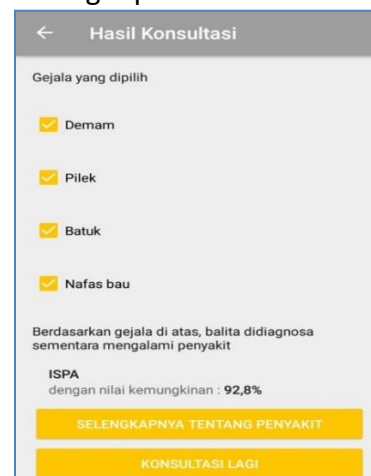 Hasil Konsultasi
Gejala yang dipilih
Demam
Pilek
Batuk
Nafas bau
Berdasarkan gejala di atas, balita didiagnosa
sementara mengalami penyakit
ISPA
dengan nilai kemungkinan : 92,8%
SELENGKAPNYA TENTANG PENYAKIT
KONSULTASI LAGI